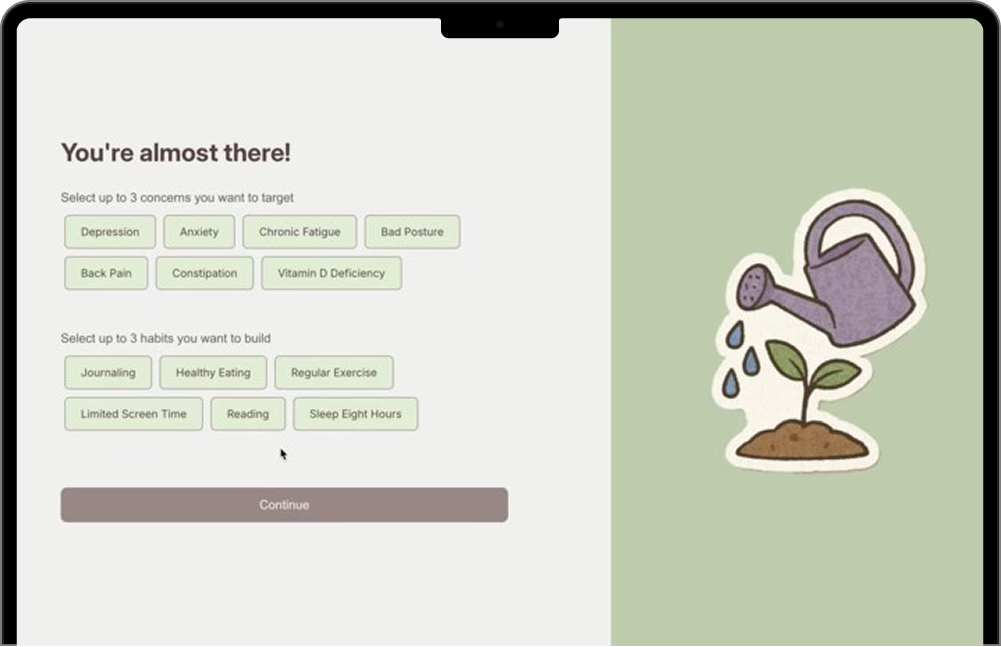 You're almost there!
Select up to 3 concerns you want to target
Depression Anxiety Chronic Fatigue Bad Posture
Back Pain Constipation Vitamin D Deficiency
Select up to 3 habits you want to build
Journaling Healthy Eating Regular Exercise
Limited Screen Time Reading Sleep Eight Hours
Continue